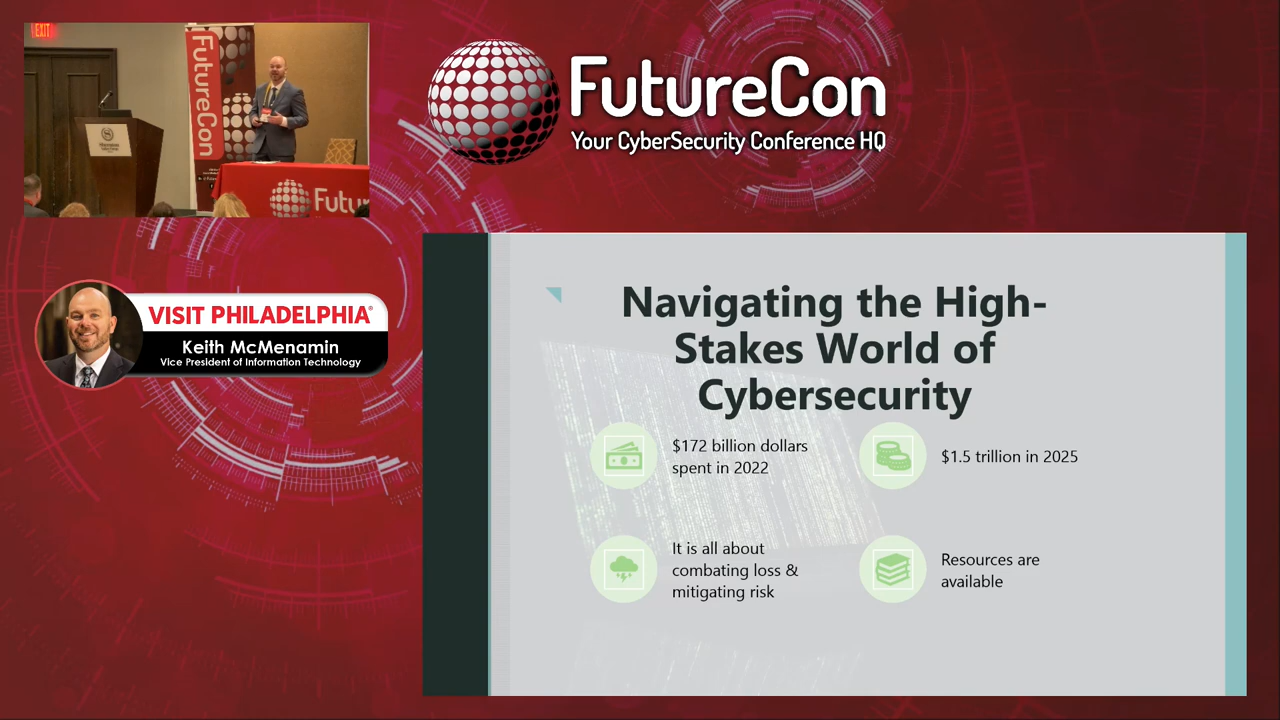 EXIT
FutureCon
Futur
FutureCon
Your CyberSecurity Conference HQ
VISIT PHILADELPHIA®
Keith McMenamin
Vice President of Information Technology
Navigating the High-
Stakes World of
Cybersecurity
$172 billion dollars
spent in 2022
$1.5 trillion in 2025
It is all about
combating loss &
mitigating risk
Resources are
available